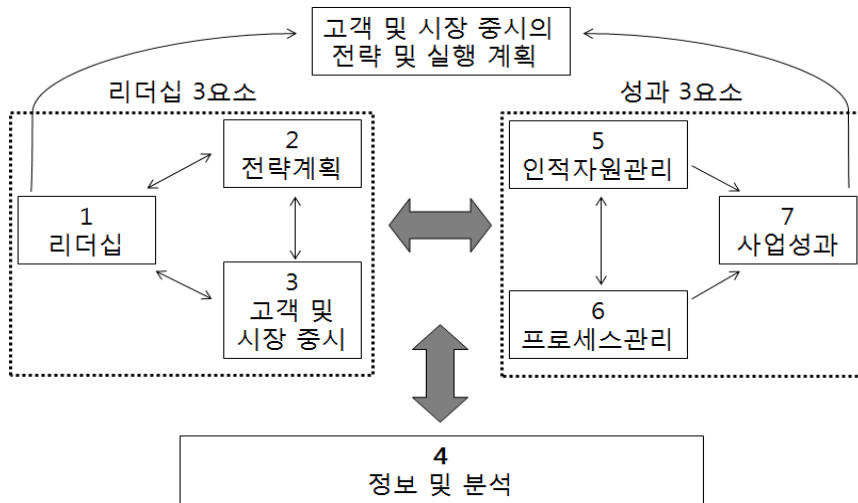 고객 및 시장 중시의
전략 및 실행 계획
리더십 3요소
성과 3요소
1
리더십
2
전략계획
3
고객 및
시장 중시
5
인적자원관리
6
프로세스관리
7
사업성과
4
정보 및 분석